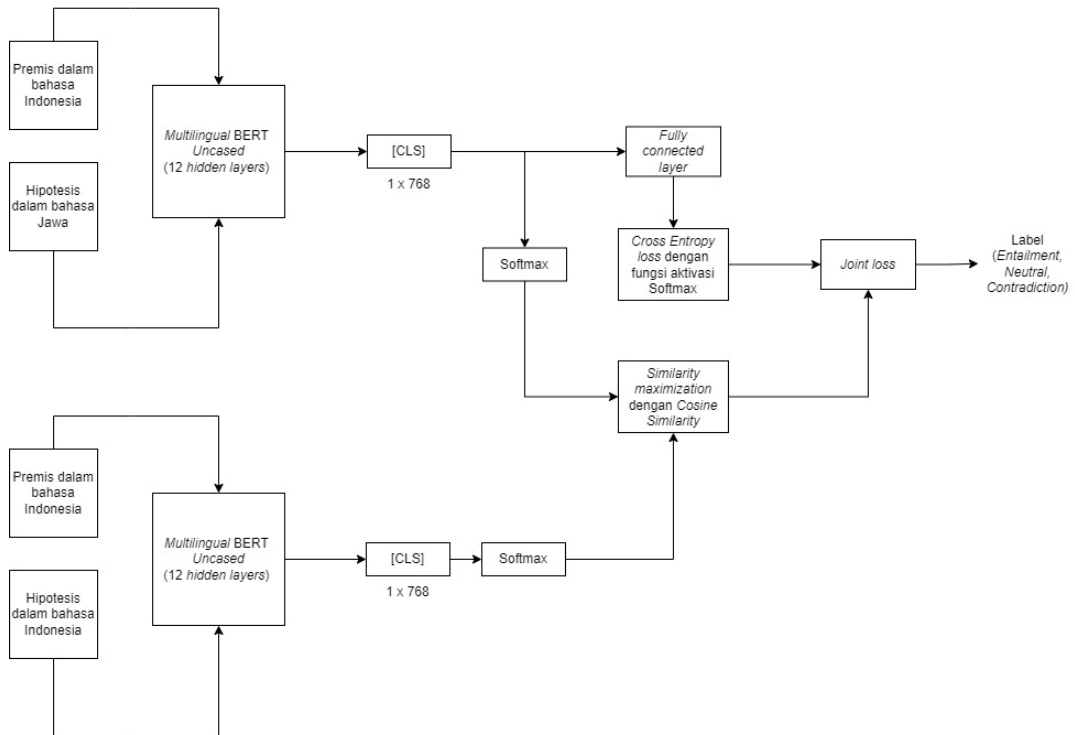 Premis dalam
bahasa
Indonesia
Hipotesis
dalam bahasa
Jawa
Multilingual BERT
Uncased
(12 hidden layers)
[CLS]
1 x 768
Fully
connected
layer
Softmax
Cross Entropy
loss dengan
fungsi aktivasi
Softmax
Joint loss
Label
(Entailment,
Neutral,
Contradiction)
Similarity
maximization
dengan Cosine
Similarity
Premis dalam
bahasa
Indonesia
Hipotesis
dalam bahasa
Indonesia
Multilingual BERT
Uncased
(12 hidden layers)
[CLS]
1 x 768
Softmax